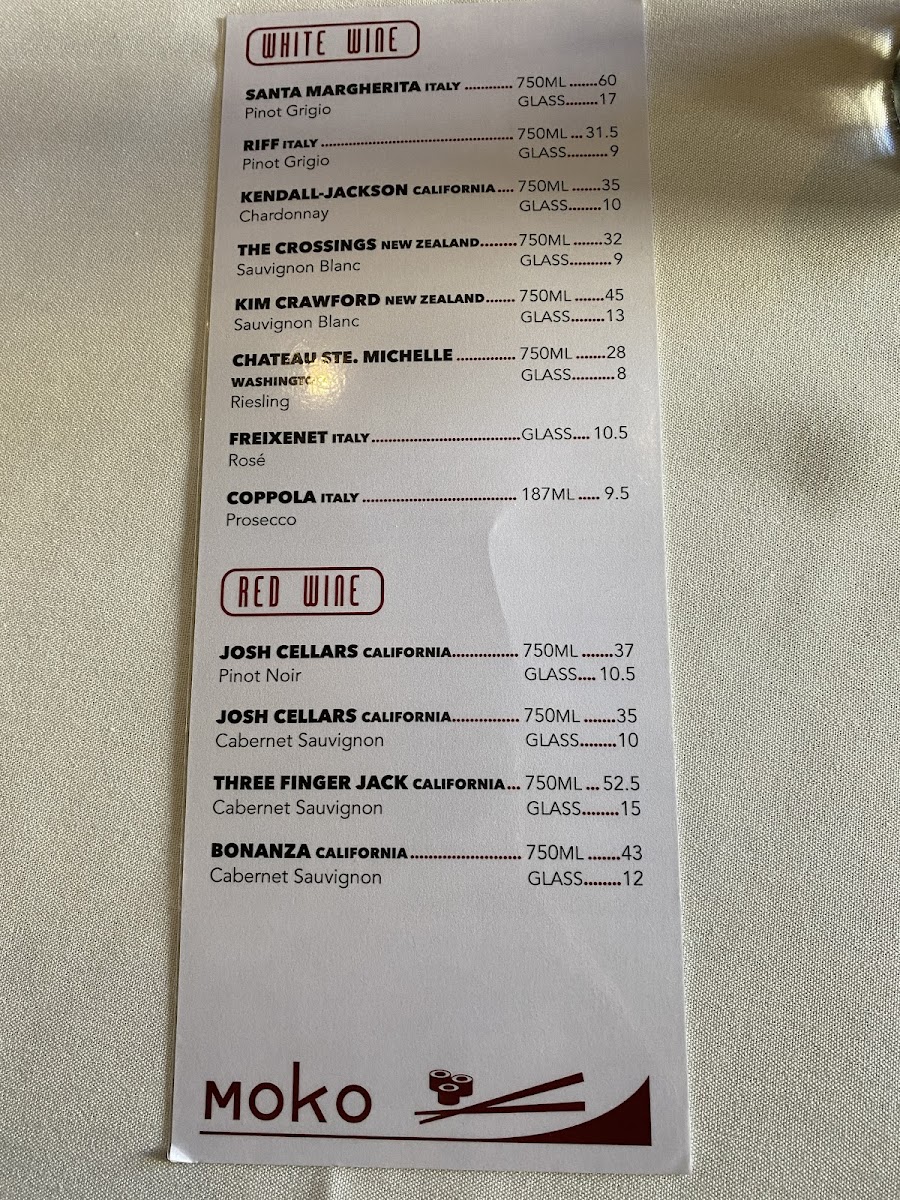 WHITE WINE
SANTA MARGHERITA ITALY ............ 750ML .......60
Pinot Grigio GLASS........17
RIFF ITALY ........................................ 750ML ... 31.5
Pinot Grigio GLASS..........9
KENDALL-JACKSON CALIFORNIA.... 750ML .......35
Chardonnay GLASS........10
THE CROSSINGS NEW ZEALAND........ 750ML .......32
Sauvignon Blanc GLASS..........9
KIM CRAWFORD NEW ZEALAND....... 750ML .......45
Sauvignon Blanc GLASS........13
CHATEAU STE. MICHELLE .............. 750ML .......28
GLASS..........8
Riesling
FREIXENET ITALY...................................GLASS.... 10.5
Rosé
COPPOLA ITALY .................................... 187ML ..... 9.5
Prosecco
RED WINE
JOSH CELLARS CALIFORNIA............... 750ML .......37
Pinot Noir GLASS.... 10.5
JOSH CELLARS CALIFORNIA............... 750ML .......35
Cabernet Sauvignon GLASS........10
THREE FINGER JACK CALIFORNIA... 750ML ... 52.5
Cabernet Sauvignon GLASS........15
BONANZA CALIFORNIA......................... 750ML .......43
Cabernet Sauvignon GLASS........12
MOKO